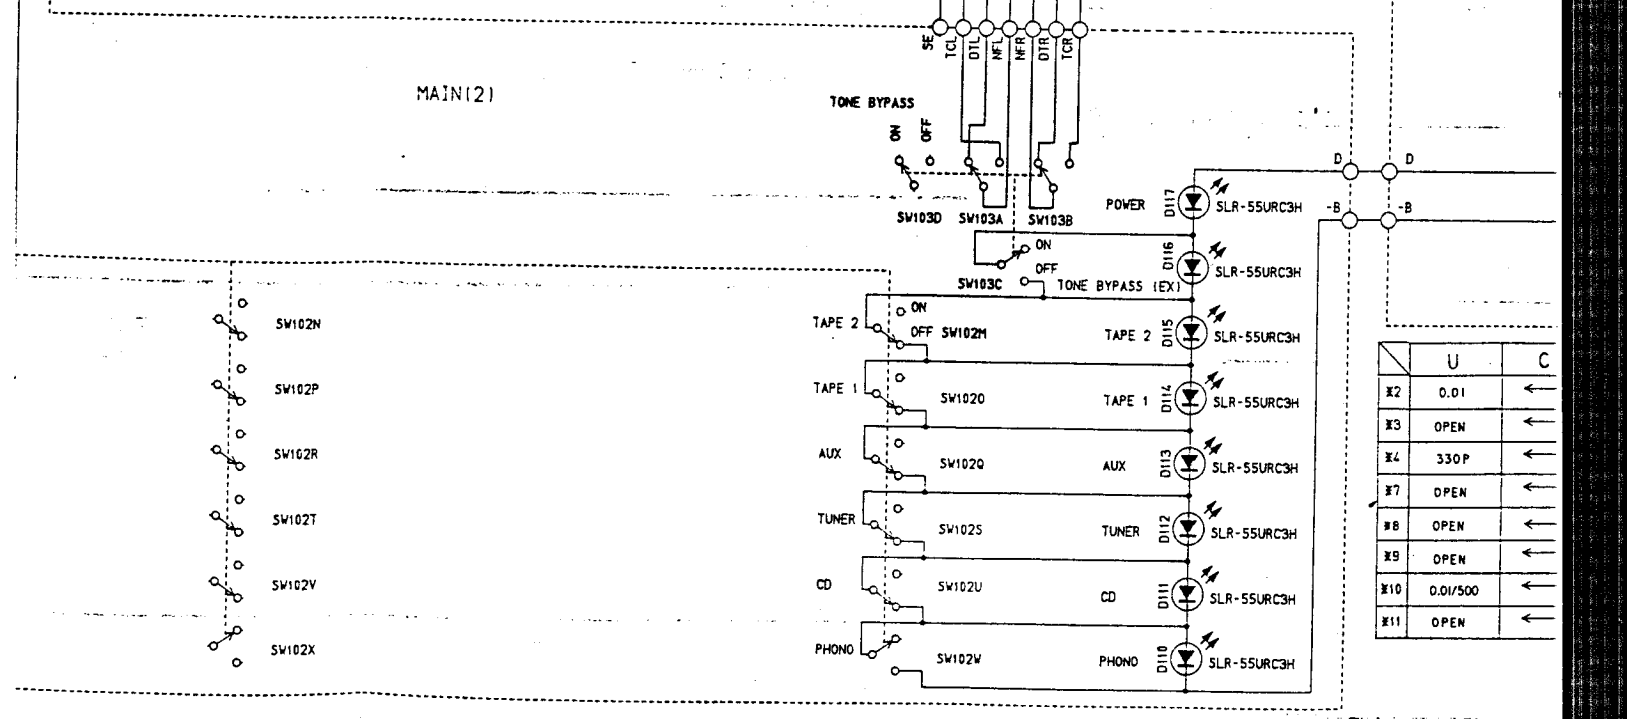 SE
TCL
DTL
NFL
NFR
DTR
TCR
MAIN(2)
TONE BYPASS
ON
OFF
D
D
SW103D
SW103A
SW103B
POWER
D117
SLR-55URC3H
-B
-B
ON
OFF
SW103C
TONE BYPASS (EX)
D116
SLR-55URC3H
SW102N
TAPE 2
ON
OFF
SW102M
TAPE 2
D115
SLR-55URC3H
SW102P
TAPE 1
SW102O
TAPE 1
D114
SLR-55URC3H
SW102R
AUX
SW102Q
AUX
D113
SLR-55URC3H
SW102T
TUNER
SW102S
TUNER
D112
SLR-55URC3H
SW102V
CD
SW102U
CD
D111
SLR-55URC3H
SW102X
PHONO
SW102W
PHONO
D110
SLR-55URC3H
U C
※2 0.01 ←
※3 OPEN ←
※4 330P ←
※7 OPEN ←
※8 OPEN ←
※9 OPEN ←
※10 0.01/500 ←
※11 OPEN ←